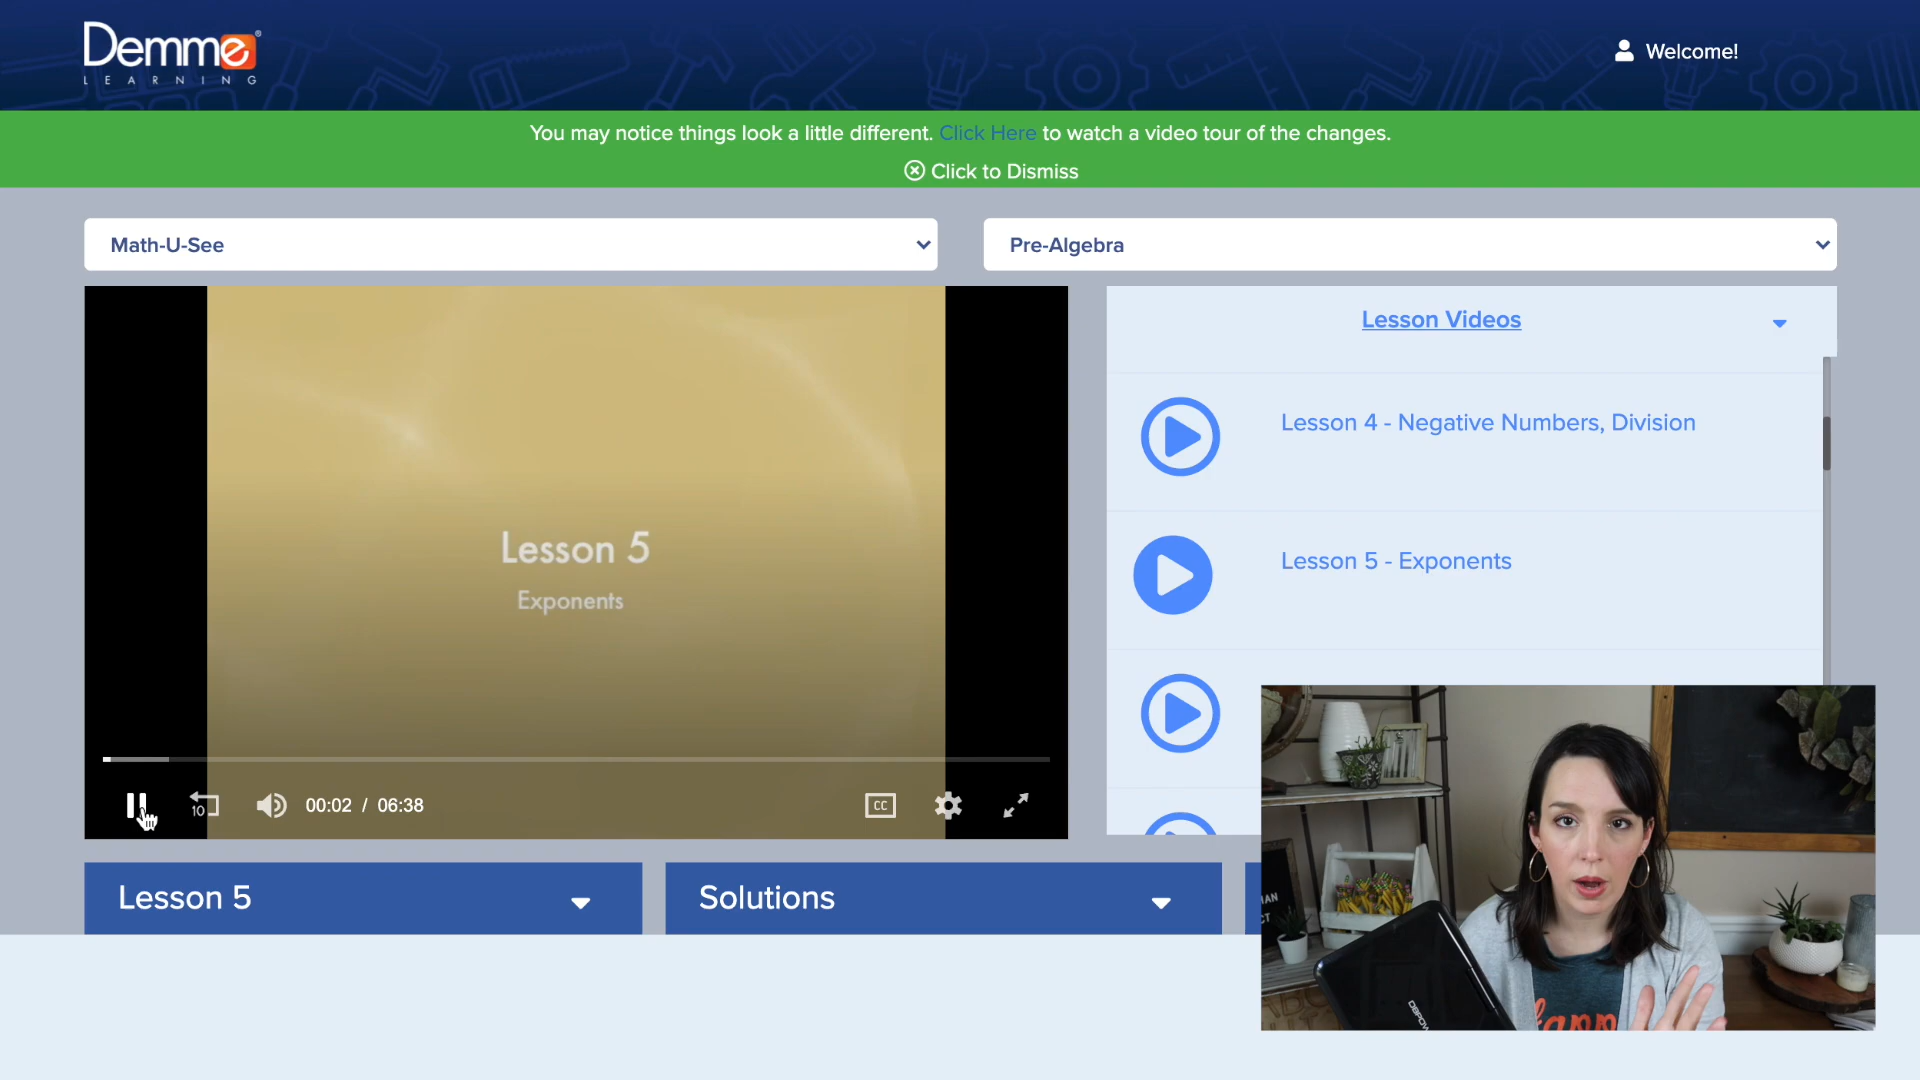 Demme®
LEARNING
Welcome!
You may notice things look a little different. Click Here to watch a video tour of the changes.
Click to Dismiss
Math-U-See
Pre-Algebra
Lesson Videos
Lesson 4 - Negative Numbers, Division
Lesson 5 - Exponents
Lesson 5
Exponents
10
00:02 / 06:38
CC
Lesson 5
Solutions